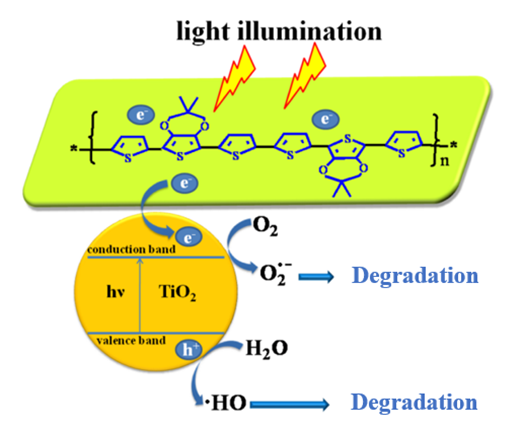 light illumination
e⁻ e⁻
O O S
* S S S S S * n
O O
e⁻
e⁻ O₂
conduction band
O₂·⁻ Degradation
hν TiO₂
valence band h⁺ H₂O
·HO Degradation